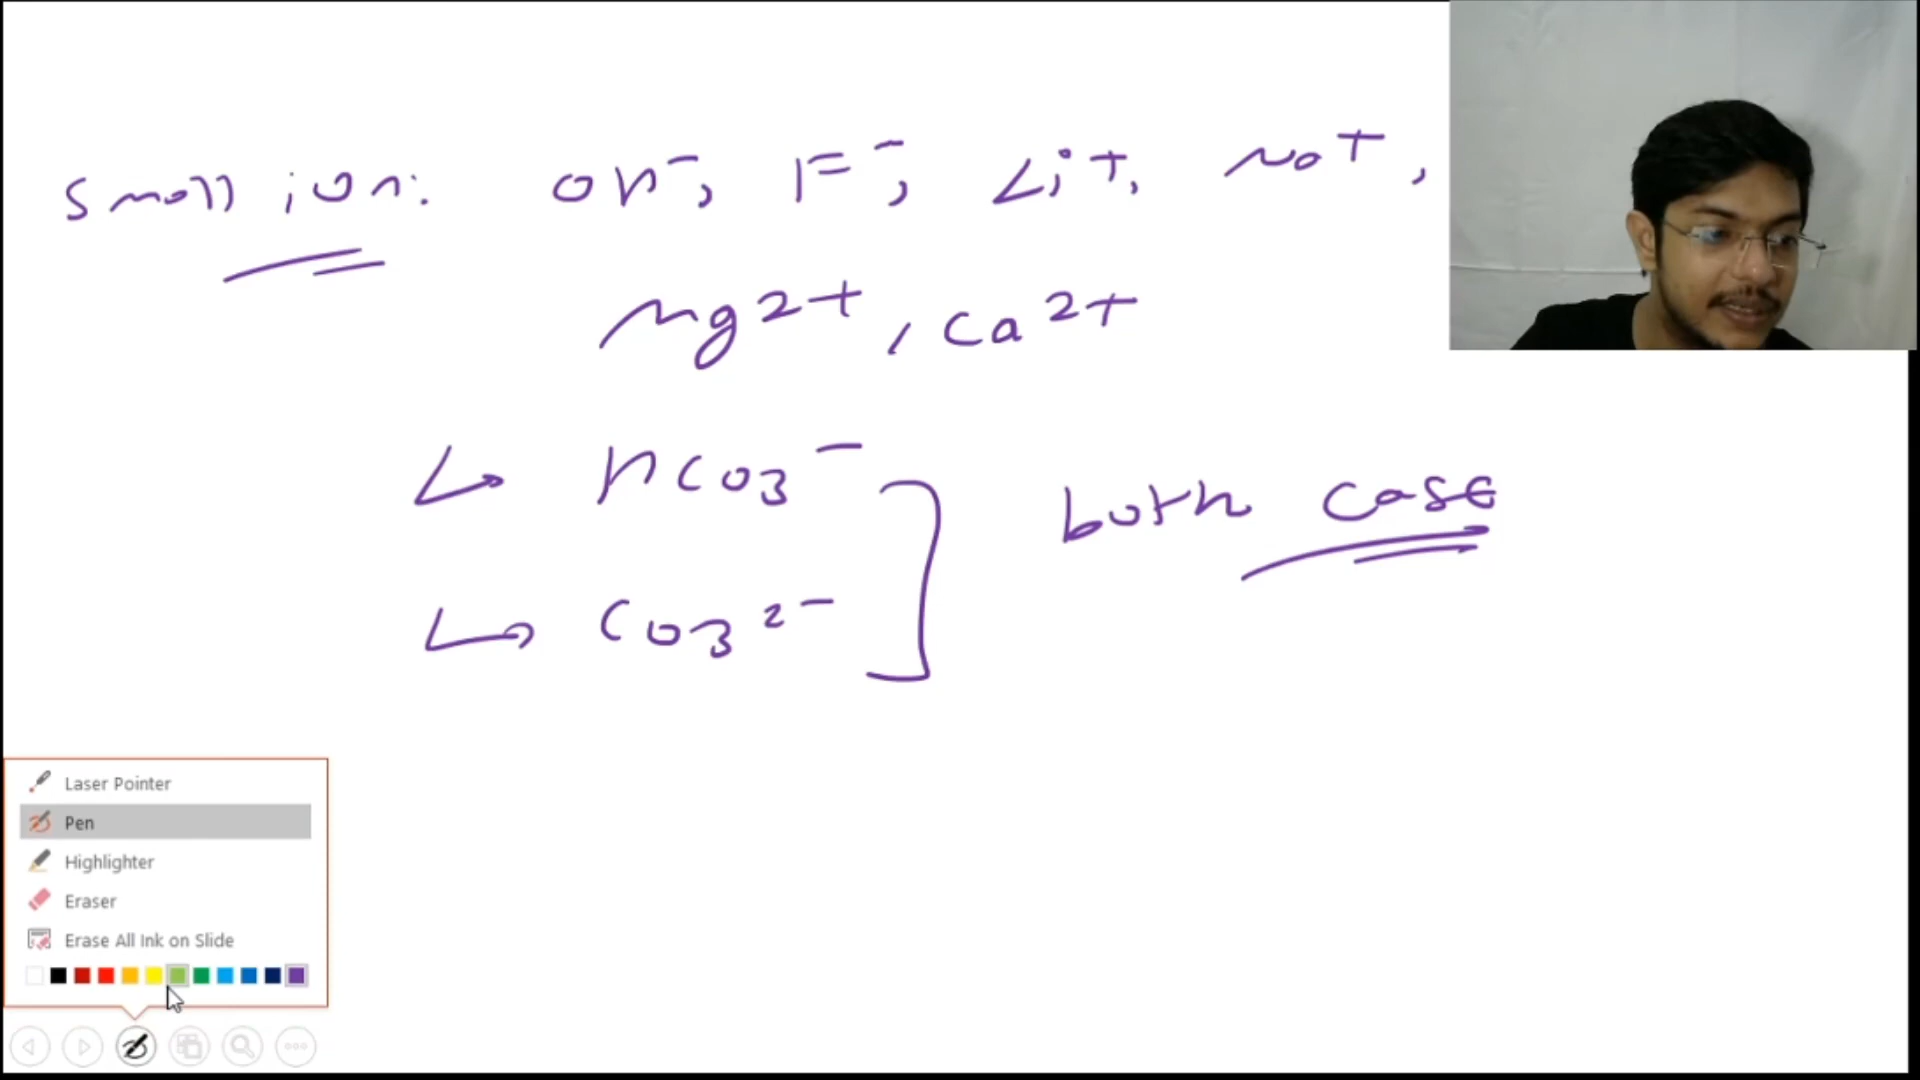 Small ion: OH-, F-, Li+, Na+,
Mg2+, Ca2+
↳ HCO3-
both case
↳ CO3 2-
Laser Pointer
Pen
Highlighter
Eraser
Erase All Ink on Slide